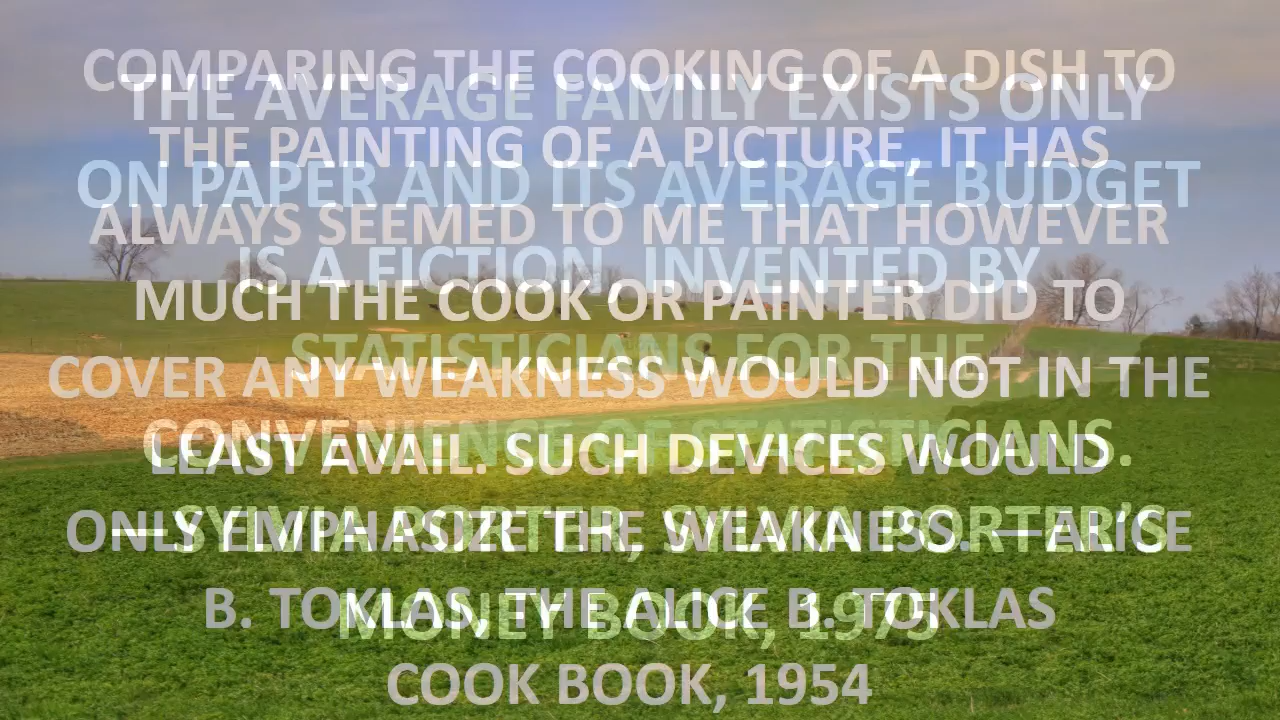 COMPARING THE COOKING OF A DISH TO
THE AVERAGE FAMILY EXISTS ONLY
THE PAINTING OF A PICTURE, IT HAS
ON PAPER AND ITS AVERAGE BUDGET
ALWAYS SEEMED TO ME THAT HOWEVER
IS A FICTION, INVENTED BY
MUCH THE COOK OR PAINTER DID TO
STATISTICIANS FOR THE
COVER ANY WEAKNESS WOULD NOT IN THE
CONVENIENCE OF STATISTICIANS.
LEAST AVAIL. SUCH DEVICES WOULD
—SYLVIA PORTER, SYLVIA PORTER'S
ONLY EMPHASIZE THE WEAKNESS. —ALICE
B. TOKLAS, THE ALICE B. TOKLAS
MONEY BOOK, 1975
COOK BOOK, 1954